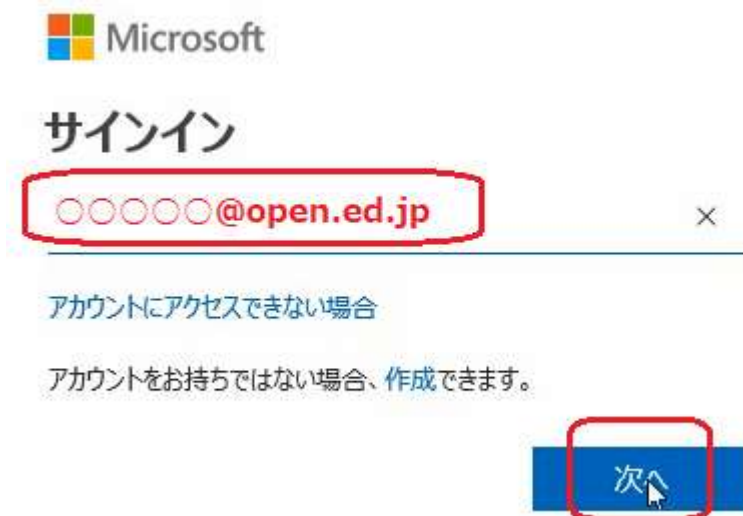 Microsoft
サインイン
○○○○○@open.ed.jp
アカウントにアクセスできない場合
アカウントをお持ちではない場合、作成できます。
次へ